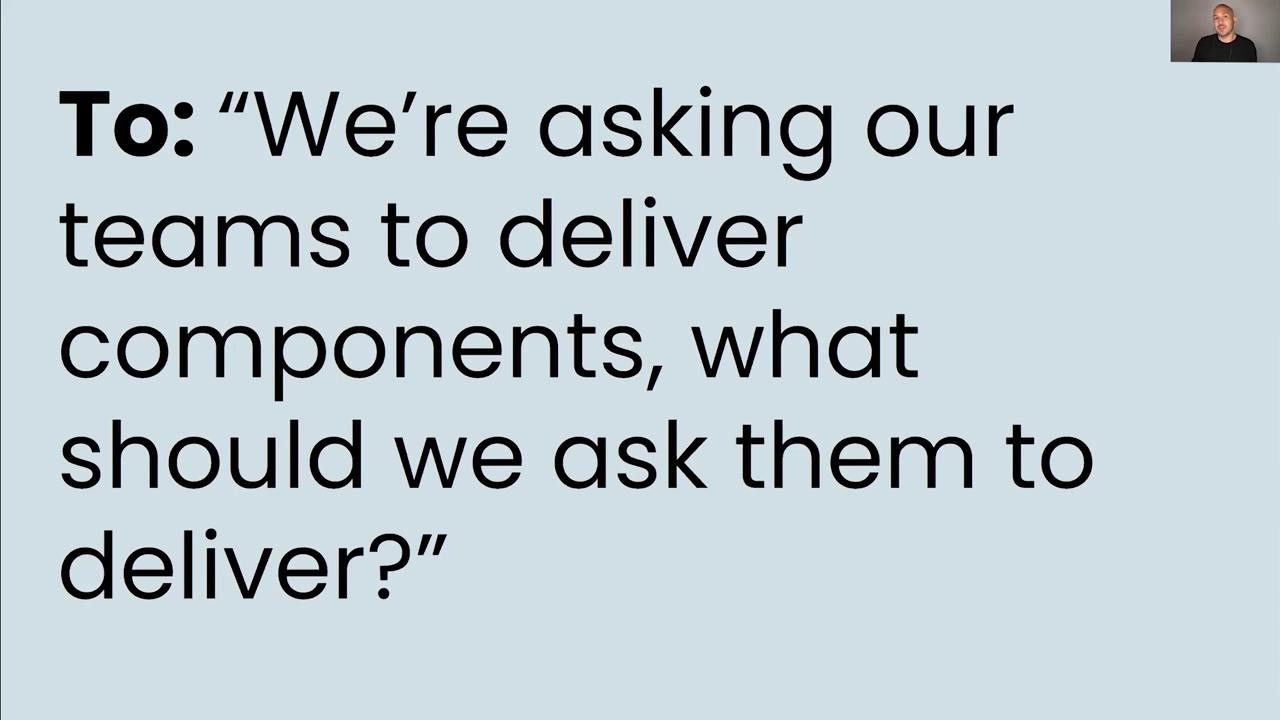 To: “We’re asking our
teams to deliver
components, what
should we ask them to
deliver?”